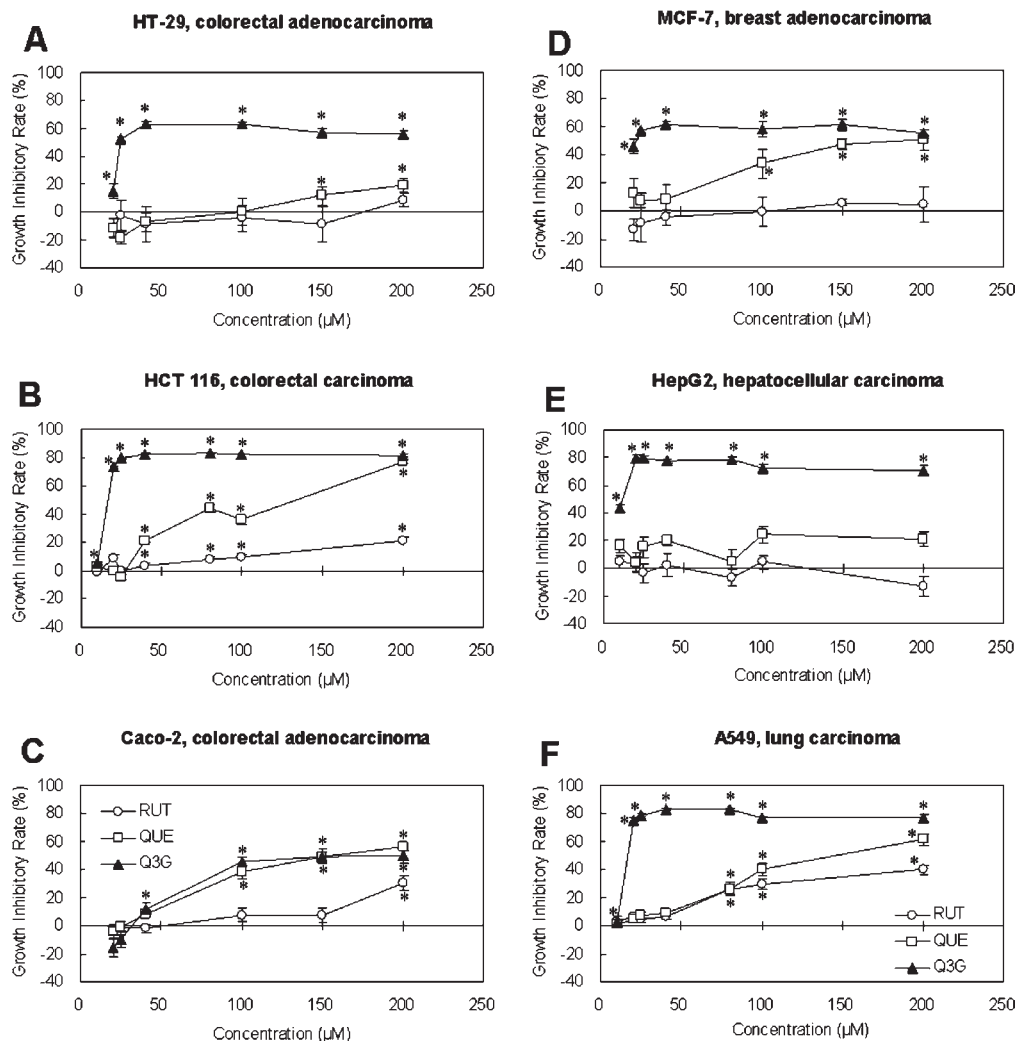 A
HT-29, colorectal adenocarcinoma
Growth Inhibitory Rate (%)
100
80
60
40
20
0
-20
-40
* * * * * * * *
0 50 100 150 200 250
Concentration (µM)
B
HCT 116, colorectal carcinoma
Growth Inhibitory Rate (%)
100
80
60
40
20
0
-20
-40
* * * * * * * * * * * * * * *
0 50 100 150 200 250
Concentration (µM)
C
Caco-2, colorectal adenocarcinoma
Growth Inhibitory Rate (%)
100
80
60
40
20
0
-20
-40
RUT
QUE
Q3G
* * * * * * * *
0 50 100 150 200 250
Concentration (µM)
D
MCF-7, breast adenocarcinoma
Growth Inhibiory Rate (%)
100
80
60
40
20
0
-20
-40
* * * * * * * * *
0 50 100 150 200 250
Concentration (µM)
E
HepG2, hepatocellular carcinoma
Growth Inhibitory Rate (%)
100
80
60
40
20
0
-20
-40
* * * * * * *
0 50 100 150 200 250
Concentration (µM)
F
A549, lung carcinoma
Growth Inhibitory Rate (%)
100
80
60
40
20
0
-20
-40
* * * * * * * * * * * *
RUT
QUE
Q3G
0 50 100 150 200 250
Concentration (µM)